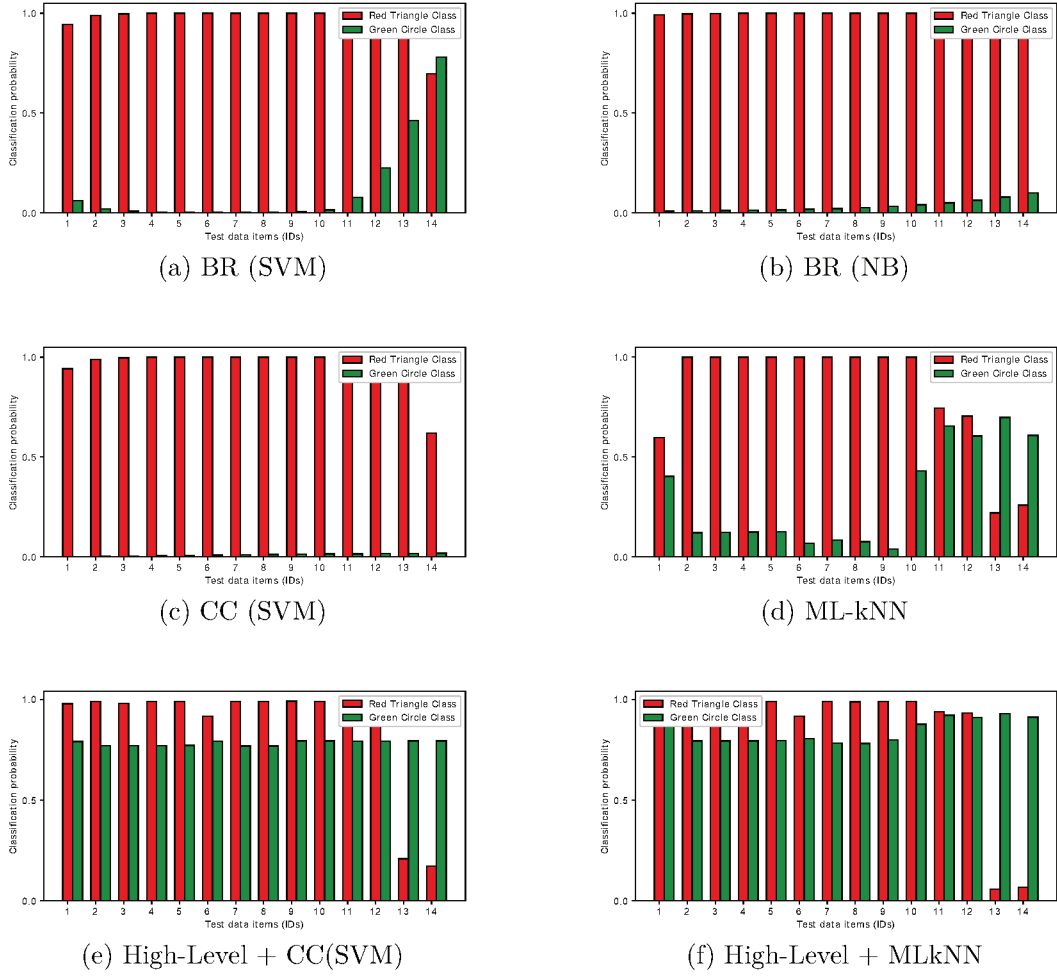 1.0
0.5
0.0
Classification probability
Red Triangle Class
Green Circle Class
1 2 3 4 5 6 7 8 9 10 11 12 13 14
Test data items (IDs)
(a) BR (SVM)
1.0
0.5
0.0
Classification probability
Red Triangle Class
Green Circle Class
1 2 3 4 5 6 7 8 9 10 11 12 13 14
Test data items (IDs)
(b) BR (NB)
1.0
0.5
0.0
Classification probability
Red Triangle Class
Green Circle Class
1 2 3 4 5 6 7 8 9 10 11 12 13 14
Test data items (IDs)
(c) CC (SVM)
1.0
0.5
0.0
Classification probability
Red Triangle Class
Green Circle Class
1 2 3 4 5 6 7 8 9 10 11 12 13 14
Test data items (IDs)
(d) ML-kNN
1.0
0.5
0.0
Classification probability
Red Triangle Class
Green Circle Class
1 2 3 4 5 6 7 8 9 10 11 12 13 14
Test data items (IDs)
(e) High-Level + CC(SVM)
1.0
0.5
0.0
Classification probability
Red Triangle Class
Green Circle Class
1 2 3 4 5 6 7 8 9 10 11 12 13 14
Test data items (IDs)
(f) High-Level + MLkNN